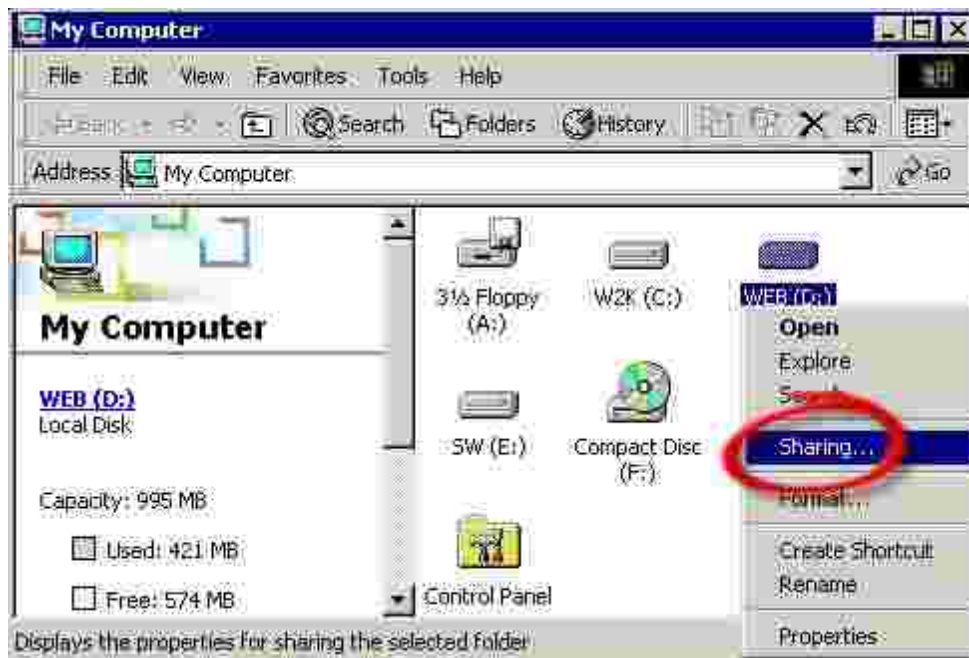 My Computer
File Edit View Favorites Tools Help
Search Folders History
Address My Computer Go
My Computer
WEB (D:)
Local Disk
Capacity: 995 MB
Used: 421 MB
Free: 574 MB
3½ Floppy
(A:)
W2K (C:)
WEB (D:)
SW (E:)
Compact Disc
(F:)
Control Panel
Open
Explore
Search...
Sharing...
Format...
Create Shortcut
Rename
Properties
Displays the properties for sharing the selected folder